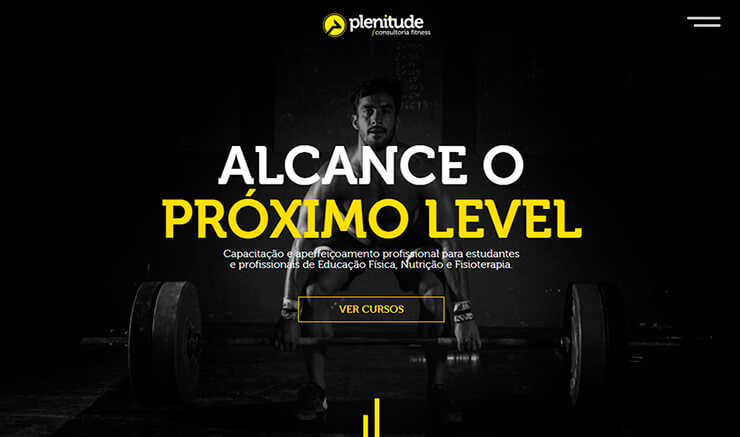 plenitude
/consultoria fitness
ALCANCE O
PRÓXIMO LEVEL
Capacitação e aperfeiçoamento profissional para estudantes
e profissionais de Educação Física, Nutrição e Fisioterapia.
VER CURSOS